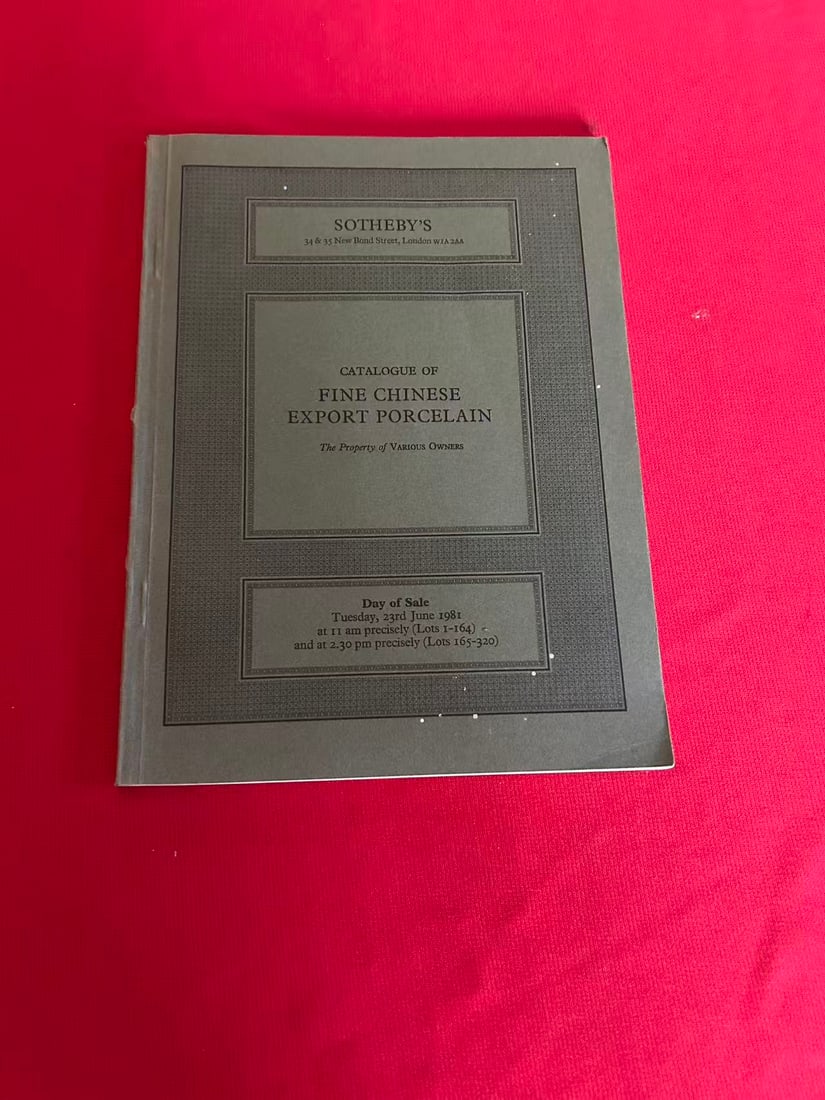 SOTHEBY'S
34 & 35 New Bond Street, London W1A 2AA
CATALOGUE OF
FINE CHINESE
EXPORT PORCELAIN
The Property of VARIOUS OWNERS
Day of Sale
Tuesday, 23rd June 1981
at 11 am precisely (Lots 1-164)
and at 2.30 pm precisely (Lots 165-320)